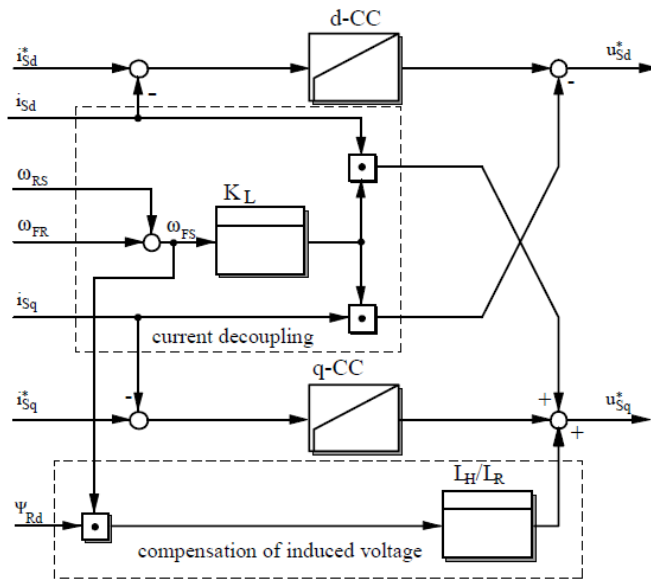 d-CC
i*Sd
u*Sd
-
-
iSd
ωRS
KL
ωFR
ωFS
iSq
current decoupling
q-CC
-
i*Sq
+
u*Sq
+
LH/LR
ΨRd
compensation of induced voltage